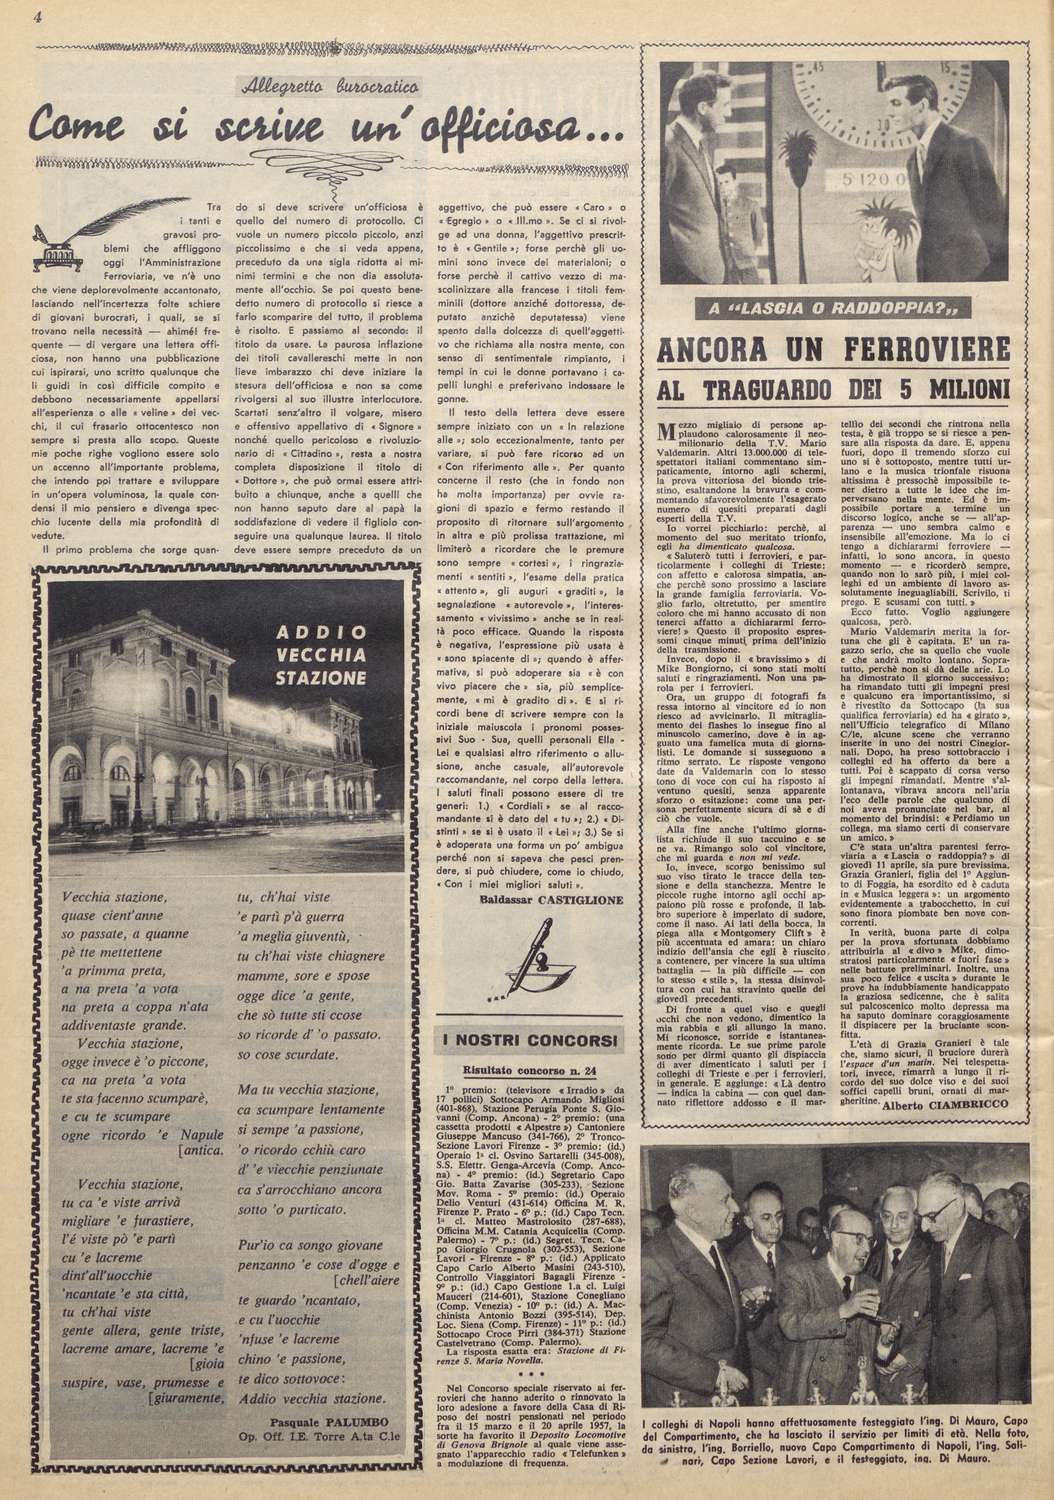 4
Allegretto burocratico
Come si scrive un'officiosa...
Tra
i tanti e
gravosi pro-
blemi che affliggono
oggi l'Amministrazione
Ferroviaria, ve n'è uno
che viene deplorevolmente accantonato,
lasciando nell'incertezza folte schiere
di giovani burocrati, i quali, se si
trovano nella necessità — ahimé! fre-
quente — di vergare una lettera offi-
ciosa, non hanno una pubblicazione
cui ispirarsi, uno scritto qualunque che
li guidi in così difficile compito e
debbono necessariamente appellarsi
all'esperienza o alle « veline » dei vec-
chi, il cui frasario ottocentesco non
sempre si presta allo scopo. Queste
mie poche righe vogliono essere solo
un accenno all'importante problema,
che intendo poi trattare e sviluppare
in un'opera voluminosa, la quale con-
densi il mio pensiero e divenga spec-
chio lucente della mia profondità di
vedute.
Il primo problema che sorge quan-
do si deve scrivere un'officiosa è
quello del numero di protocollo. Ci
vuole un numero piccolo piccolo, anzi
piccolissimo e che si veda appena,
preceduto da una sigla ridotta ai mi-
nimi termini e che non dia assoluta-
mente all'occhio. Se poi questo bene-
detto numero di protocollo si riesce a
farlo scomparire del tutto, il problema
è risolto. E passiamo al secondo: il
titolo da usare. La paurosa inflazione
dei titoli cavallereschi mette in non
lieve imbarazzo chi deve iniziare la
stesura dell'officiosa e non sa come
rivolgersi al suo illustre interlocutore.
Scartati senz'altro il volgare, misero
e offensivo appellativo di « Signore »
nonché quello pericoloso e rivoluzio-
nario di « Cittadino », resta a nostra
completa disposizione il titolo di
« Dottore », che può ormai essere attri-
buito a chiunque, anche a quelli che
non hanno saputo dare al papà la
soddisfazione di vedere il figliolo con-
seguire una qualunque laurea. Il titolo
deve essere sempre preceduto da un
aggettivo, che può essere « Caro » o
« Egregio » o « Ill.mo ». Se ci si rivol-
ge ad una donna, l'aggettivo prescrit-
to è « Gentile »; forse perchè gli uo-
mini sono invece dei materialoni; o
forse perchè il cattivo vezzo di ma-
scolinizzare alla francese i titoli fem-
minili (dottore anziché dottoressa, de-
putato anzichè deputatessa) viene
spento dalla dolcezza di quell'aggetti-
vo che richiama alla nostra mente, con
senso di sentimentale rimpianto, i
tempi in cui le donne portavano i ca-
pelli lunghi e preferivano indossare le
gonne.
Il testo della lettera deve essere
sempre iniziato con un « In relazione
alle »; solo eccezionalmente, tanto per
variare, si può fare ricorso ad un
« Con riferimento alle ». Per quanto
concerne il resto (che in fondo non
ha molta importanza) per ovvie ra-
gioni di spazio e fermo restando il
proposito di ritornare sull'argomento
in altra e più prolissa trattazione, mi
limiterò a ricordare che le premure
sono sempre « cortesi », i ringrazia-
menti « sentiti », l'esame della pratica
« attento », gli auguri « graditi », la
segnalazione « autorevole », l'interes-
samento « vivissimo » anche se in real-
tà poco efficace. Quando la risposta
è negativa, l'espressione più usata è
« sono spiacente di »; quando è affer-
mativa, si può adoperare sia « è con
vivo piacere che » sia, più semplice-
mente, « mi è gradito di ». E si ri-
cordi bene di scrivere sempre con la
iniziale maiuscola i pronomi posses-
sivi Suo - Sua, quelli personali Ella -
Lei e qualsiasi altro riferimento o allu-
sione, anche casuale, all'autorevole
raccomandante, nel corpo della lettera.
I saluti finali possono essere di tre
generi: 1.) « Cordiali » se al racco-
mandante si è dato del « tu »; 2.) « Di-
stinti » se si è usato il « Lei »; 3.) Se si
è adoperata una forma un po' ambigua
perché non si sapeva che pesci pren-
dere, si può chiudere, come io chiudo,
« Con i miei migliori saluti ».
Baldassar CASTIGLIONE
ADDIO
VECCHIA
STAZIONE
Vecchia stazione,
quase cient'anne
so passate, a quanne
pè tte mettettene
'a primma preta,
a na preta 'a vota
na preta a coppa n'ata
addiventaste grande.
Vecchia stazione,
ogge invece è 'o piccone,
ca na preta 'a vota
te sta facenno scumparè,
e cu te scumpare
ogne ricordo 'e Napule
[antica.
Vecchia stazione,
tu ca 'e viste arrivà
migliare 'e furastiere,
l'é viste pò 'e partì
cu 'e lacreme
dint'all'uocchie
'ncantate 'e sta città,
tu ch'hai viste
gente allera, gente triste,
lacreme amare, lacreme 'e
[gioia
suspire, vase, prumesse e
[giuramente,
tu, ch'hai viste
'e partì p'à guerra
'a meglia giuventù,
tu ch'hai viste chiagnere
mamme, sore e spose
ogge dice 'a gente,
che sò tutte sti ccose
so ricorde d' 'o passato.
so cose scurdate.
Ma tu vecchia stazione,
ca scumpare lentamente
si sempe 'a passione,
'o ricordo cchiù caro
d' 'e viecchie penziunate
ca s'arrocchiano ancora
sotto 'o purticato.
Pur'io ca songo giovane
penzanno 'e cose d'ogge e
[chell'aiere
te guardo 'ncantato,
e cu l'uocchie
'nfuse 'e lacreme
chino 'e passione,
te dico sottovoce:
Addio vecchia stazione.
Pasquale PALUMBO
Op. Off. I.E. Torre A.ta C.le
I NOSTRI CONCORSI
Risultato concorso n. 24
1º premio: (televisore « Irradio » da
17 pollici) Sottocapo Armando Migliosi
(401-868), Stazione Perugia Ponte S. Gio-
vanni (Comp. Ancona) - 2º premio: (una
cassetta prodotti « Alpestre ») Cantoniere
Giuseppe Mancuso (341-766), 2º Tronco-
Sezione Lavori Firenze - 3º premio: (id.)
Operaio 1ª cl. Osvino Sartarelli (345-008),
S.S. Elettr. Genga-Arcevia (Comp. Anco-
na) - 4º premio: (id.) Segretario Capo
Gio. Batta Zavarise (305-233), Sezione
Mov. Roma - 5º premio: (id.) Operaio
Delio Venturi (431-614) Officina M. R.
Firenze P. Prato - 6º p.: (id.) Capo Tecn.
1ª cl. Matteo Mastrolosito (287-688),
Officina M.M. Catania Acquicella (Comp.
Palermo) - 7º p.: (id.) Segret. Tecn. Ca-
po Giorgio Crugnola (302-553), Sezione
Lavori - Firenze - 8º p.: (id.) Applicato
Capo Carlo Alberto Masini (243-510),
Controllo Viaggiatori Bagagli Firenze -
9º p.: (id.) Capo Gestione 1.a cl. Luigi
Mauceri (214-601), Stazione Conegliano
(Comp. Venezia) - 10º p.: (id.) A. Mac-
chinista Antonio Bozzi (395-514), Dep.
Loc. Siena (Comp. Firenze) - 11º p.: (id.)
Sottocapo Croce Pirri (384-371) Stazione
Castelvetrano (Comp. Palermo).
La risposta esatta era: Stazione di Fi-
renze S. Maria Novella.
* * *
Nel Concorso speciale riservato ai fer-
rovieri che hanno aderito o rinnovato la
loro adesione a favore della Casa di Ri-
poso dei nostri pensionati nel periodo
fra il 15 marzo e il 20 aprile 1957, la
sorte ha favorito il Deposito Locomotive
di Genova Brignole al quale viene asse-
gnato l'apparecchio radio « Telefunken »
a modulazione di frequenza.
45
15
30
5 120 0
A "LASCIA O RADDOPPIA?„
ANCORA UN FERROVIERE
AL TRAGUARDO DEI 5 MILIONI
Mezzo migliaio di persone ap-
plaudono calorosamente il neo-
milionario della T.V. Mario
Valdemarin. Altri 13.000.000 di tele-
spettatori italiani commentano sim-
paticamente, intorno agli schermi,
la prova vittoriosa del biondo trie-
stino, esaltandone la bravura e com-
mentando sfavorevolmente l'esagerato
numero di quesiti preparati dagli
esperti della T.V.
Io vorrei picchiarlo: perchè, al
momento del suo meritato trionfo,
egli ha dimenticato qualcosa.
« Saluterò tutti i ferrovieri, e par-
ticolarmente i colleghi di Trieste:
con affetto e calorosa simpatia, an-
che perchè sono prossimo a lasciare
la grande famiglia ferroviaria. Vo-
glio farlo, oltretutto, per smentire
coloro che mi hanno accusato di non
tenerci affatto a dichiararmi ferro-
viere! » Questo il proposito espres-
somi cinque minuti prima dell'inizio
della trasmissione.
Invece, dopo il « bravissimo » di
Mike Bongiorno, ci sono stati molti
saluti e ringraziamenti. Non una pa-
rola per i ferrovieri.
Ora, un gruppo di fotografi fa
ressa intorno al vincitore ed io non
riesco ad avvicinarlo. Il mitraglia-
mento dei flashes lo insegue fino al
minuscolo camerino, dove è in ag-
guato una famelica muta di giorna-
listi. Le domande si susseguono a
ritmo serrato. Le risposte vengono
date da Valdemarin con lo stesso
tono di voce con cui ha risposto ai
ventuno quesiti, senza apparente
sforzo o esitazione: come una per-
sona perfettamente sicura di sè e di
ciò che vuole.
Alla fine anche l'ultimo giorna-
lista richiude il suo taccuino e se
ne va. Rimango solo col vincitore,
che mi guarda e non mi vede.
Io, invece, scorgo benissimo sul
suo viso tirato le tracce della ten-
sione e della stanchezza. Mentre le
piccole rughe intorno agli occhi ap-
paiono più rosse e profonde, il lab-
bro superiore è imperlato di sudore,
come il naso. Ai lati della bocca, la
piega alla « Montgomery Clift » è
più accentuata ed amara: un chiaro
indizio dell'ansia che egli è riuscito
a contenere, per vincere la sua ultima
battaglia — la più difficile — con
lo stesso « stile », la stessa disinvol-
tura con cui ha stravinto quelle dei
giovedì precedenti.
Di fronte a quel viso e quegli
occhi che non vedono, dimentico la
mia rabbia e gli allungo la mano.
Mi riconosce, sorride e istantanea-
mente ricorda. Le sue prime parole
sono per dirmi quanto gli dispiaccia
di aver dimenticato i saluti per i
colleghi di Trieste e per i ferrovieri,
in generale. E aggiunge: « Là dentro
— indica la cabina — con quel dan-
nato riflettore addosso e il mar-
tellio dei secondi che rintrona nella
testa, è già troppo se si riesce a pen-
sare alla risposta da dare. E, appena
fuori, dopo il tremendo sforzo cui
uno si è sottoposto, mentre tutti ur-
lano e la musica trionfale risuona
altissima è pressochè impossibile te-
ner dietro a tutte le idee che im-
perversano nella mente. Ed è im-
possibile portare a termine un
discorso logico, anche se — all'ap-
parenza — uno sembra calmo e
insensibile all'emozione. Ma io ci
tengo a dichiararmi ferroviere —
infatti, lo sono ancora, in questo
momento — e ricorderò sempre,
quando non lo sarò più, i miei col-
leghi ed un ambiente di lavoro as-
solutamente ineguagliabili. Scrivilo, ti
prego. E scusami con tutti. »
Ecco fatto. Voglio aggiungere
qualcosa, però.
Mario Valdemarin merita la for-
tuna che gli è capitata. E' un ra-
gazzo serio, che sa quello che vuole
e che andrà molto lontano. Sopra-
tutto, perchè non si dà delle arie. Lo
ha dimostrato il giorno successivo:
ha rimandato tutti gli impegni presi
e qualcuno era importantissimo, si
è rivestito da Sottocapo (la sua
qualifica ferroviaria) ed ha « girato »,
nell'Ufficio telegrafico di Milano
C/le, alcune scene che verranno
inserite in uno dei nostri Cinegior-
nali. Dopo, ha preso sottobraccio i
colleghi ed ha offerto da bere a
tutti. Poi è scappato di corsa verso
gli impegni rimandati. Mentre s'al-
lontanava, vibrava ancora nell'aria
l'eco delle parole che qualcuno di
noi aveva pronunciate nel bar, al
momento del brindisi: « Perdiamo un
collega, ma siamo certi di conservare
un amico. »
C'è stata un'altra parentesi ferro-
viaria a « Lascia o raddoppia? » di
giovedì 11 aprile, sia pure brevissima.
Grazia Granieri, figlia del 1º Aggiun-
to di Foggia, ha esordito ed è caduta
in « Musica leggera »: un argomento
evidentemente a trabocchetto, in cui
sono finora piombate ben nove con-
correnti.
In verità, buona parte di colpa
per la prova sfortunata dobbiamo
attribuirla al « divo » Mike, dimo-
stratosi particolarmente « fuori fase »
nelle battute preliminari. Inoltre, una
sua poco felice « uscita » durante le
prove ha indubbiamente handicappato
la graziosa sedicenne, che è salita
sul palcoscenico molto depressa ma
ha saputo dominare coraggiosamente
il dispiacere per la bruciante scon-
fitta.
L'età di Grazia Granieri è tale
che, siamo sicuri, il bruciore durerà
l'espace d'un matin. Nei telespetta-
tori, invece, rimarrà a lungo il ri-
cordo del suo dolce viso e dei suoi
soffici capelli bruni, ornati di mar-
gheritine.
Alberto CIAMBRICCO
I colleghi di Napoli hanno affettuosamente festeggiato l'ing. Di Mauro, Capo
del Compartimento, che ha lasciato il servizio per limiti di età. Nella foto,
da sinistra, l'ing. Borriello, nuovo Capo Compartimento di Napoli, l'ing. Sali-
nari, Capo Sezione Lavori, e il festeggiato, ing. Di Mauro.